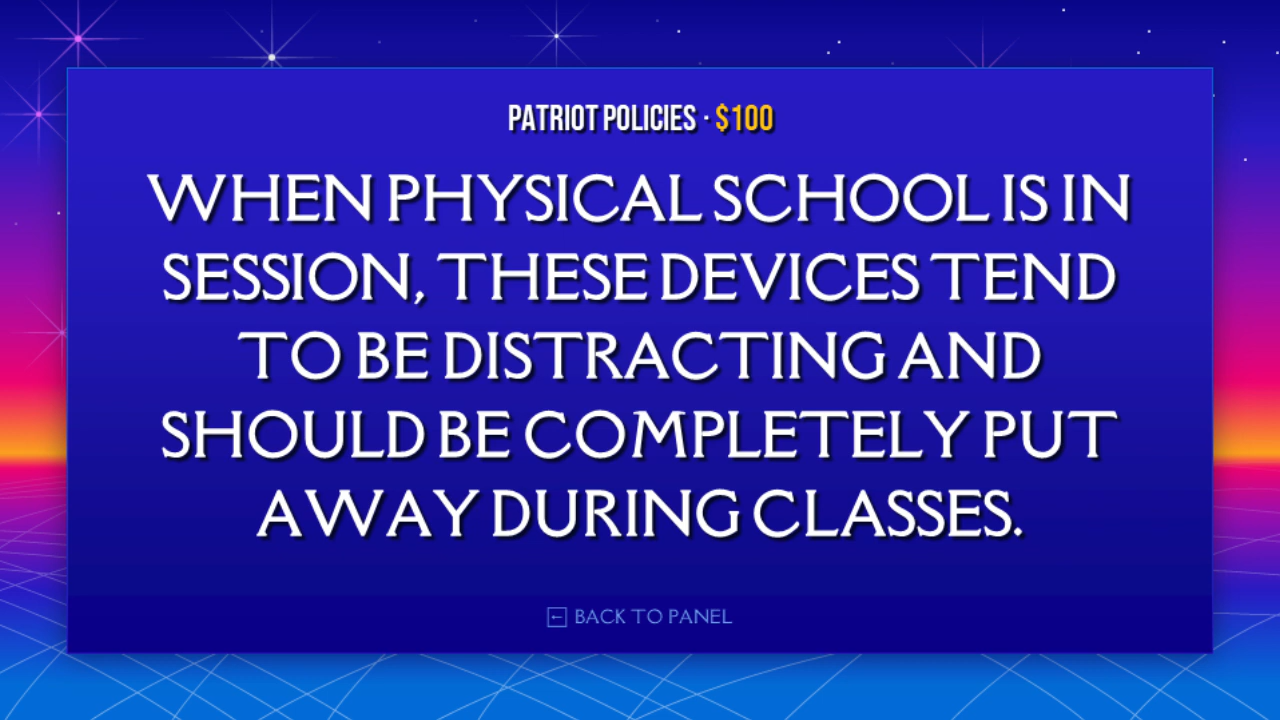 PATRIOT POLICIES · $100
WHEN PHYSICAL SCHOOL IS IN
SESSION, THESE DEVICES TEND
TO BE DISTRACTING AND
SHOULD BE COMPLETELY PUT
AWAY DURING CLASSES.
← BACK TO PANEL